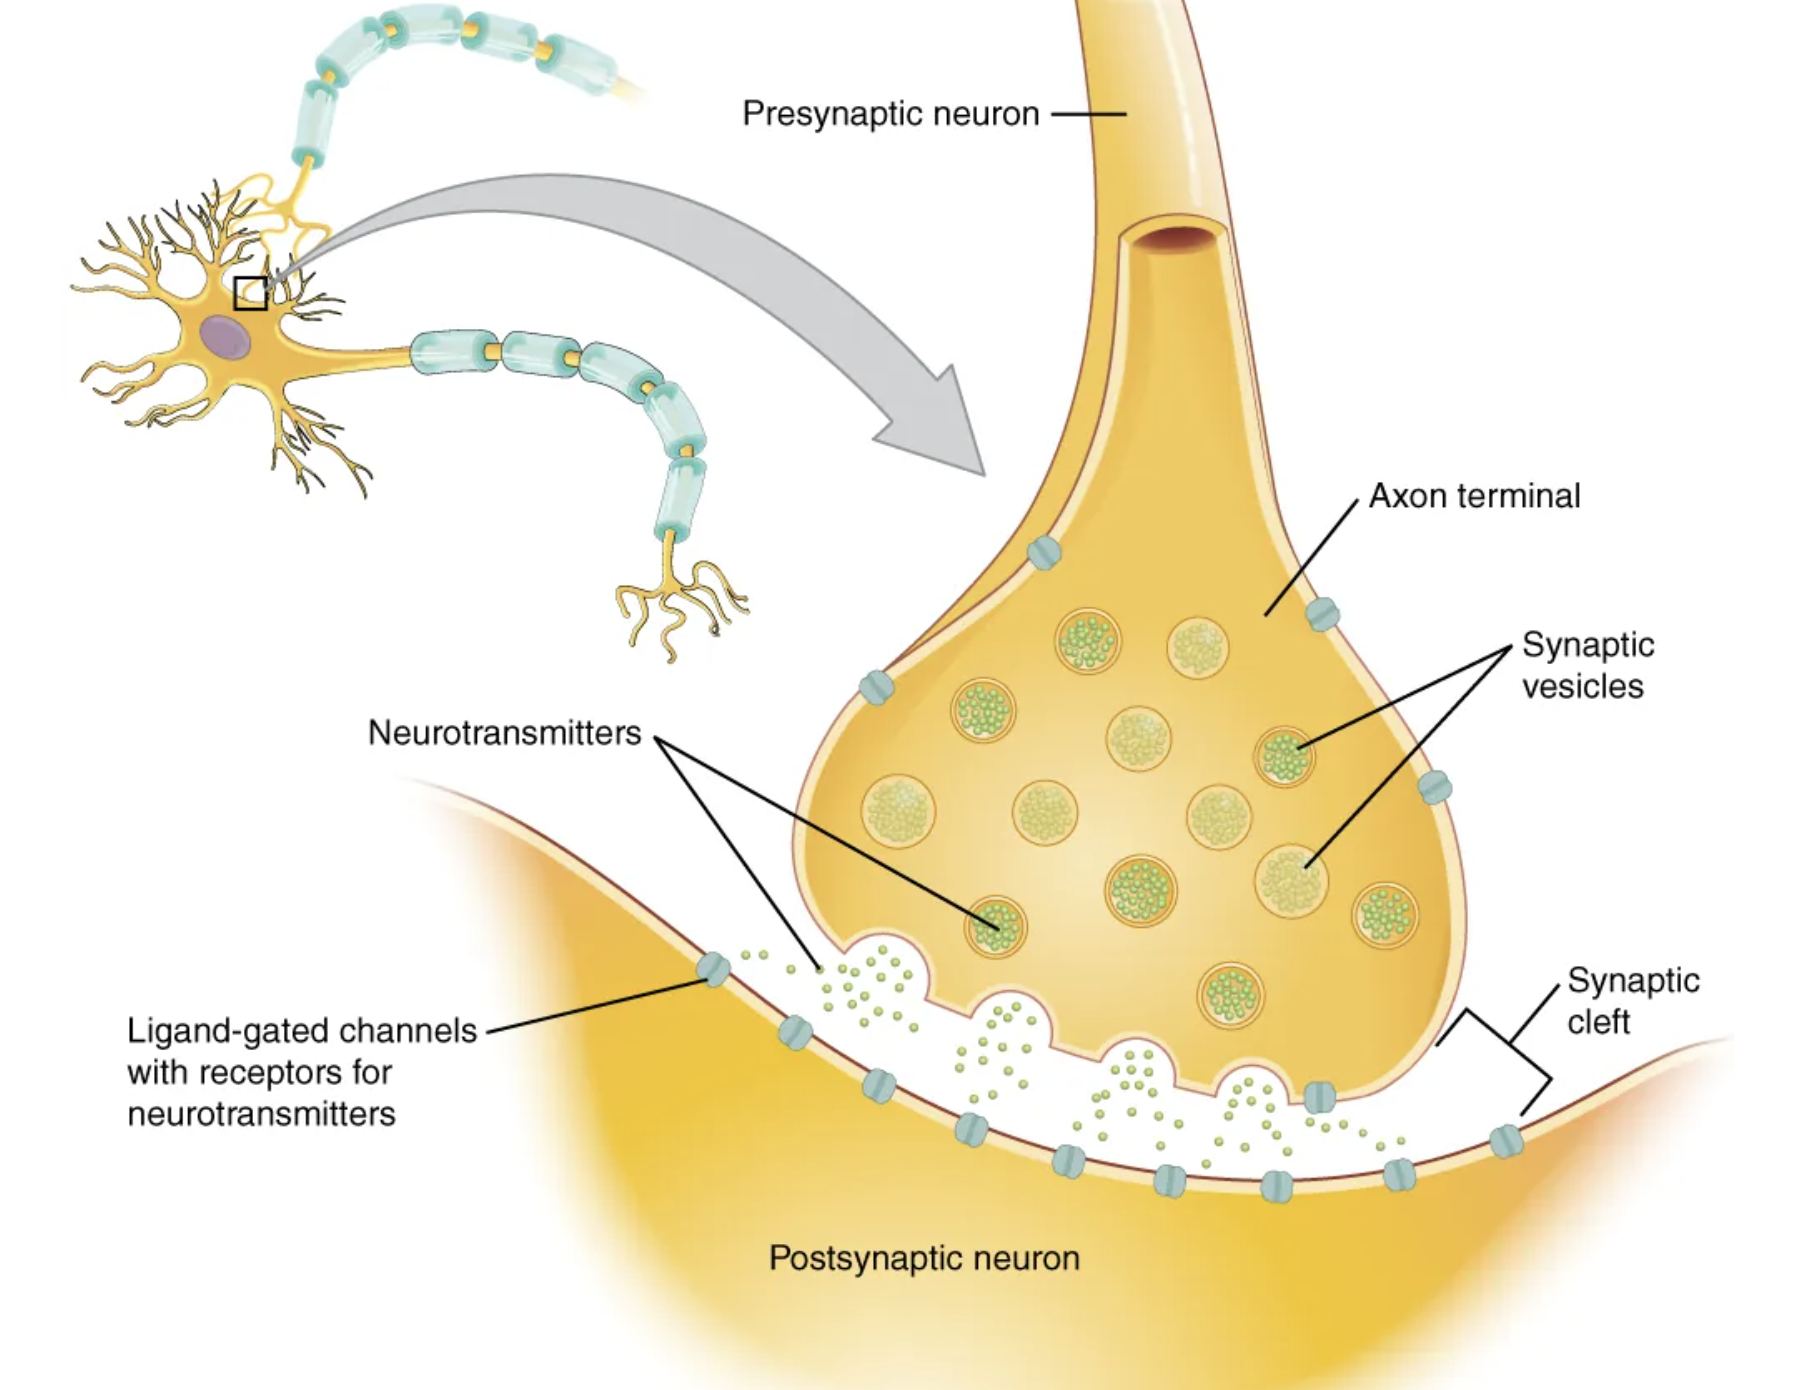 Presynaptic neuron
Axon terminal
Synaptic
vesicles
Neurotransmitters
Synaptic
cleft
Ligand-gated channels
with receptors for
neurotransmitters
Postsynaptic neuron